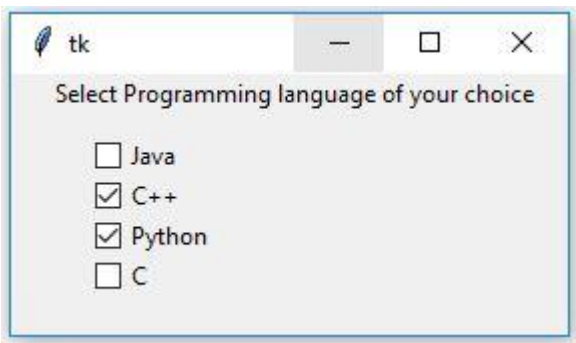 tk
Select Programming language of your choice
Java
C++
Python
C